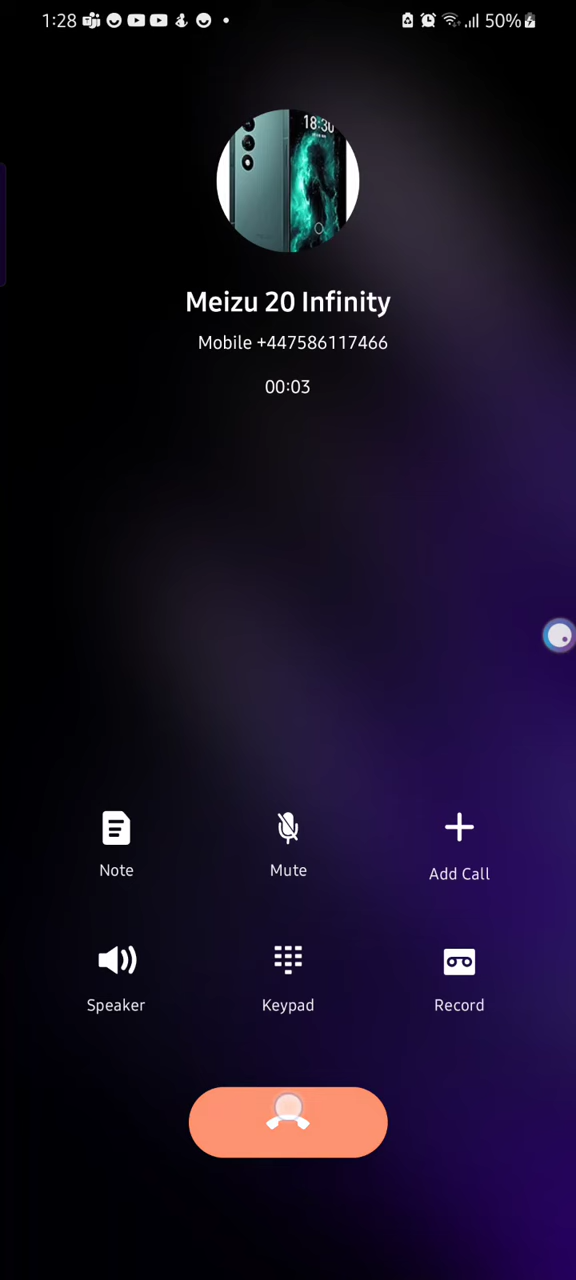 1:28
50%
18:30
Meizu 20 Infinity
Mobile +447586117466
00:03
Note
Mute
Add Call
Speaker
Keypad
Record